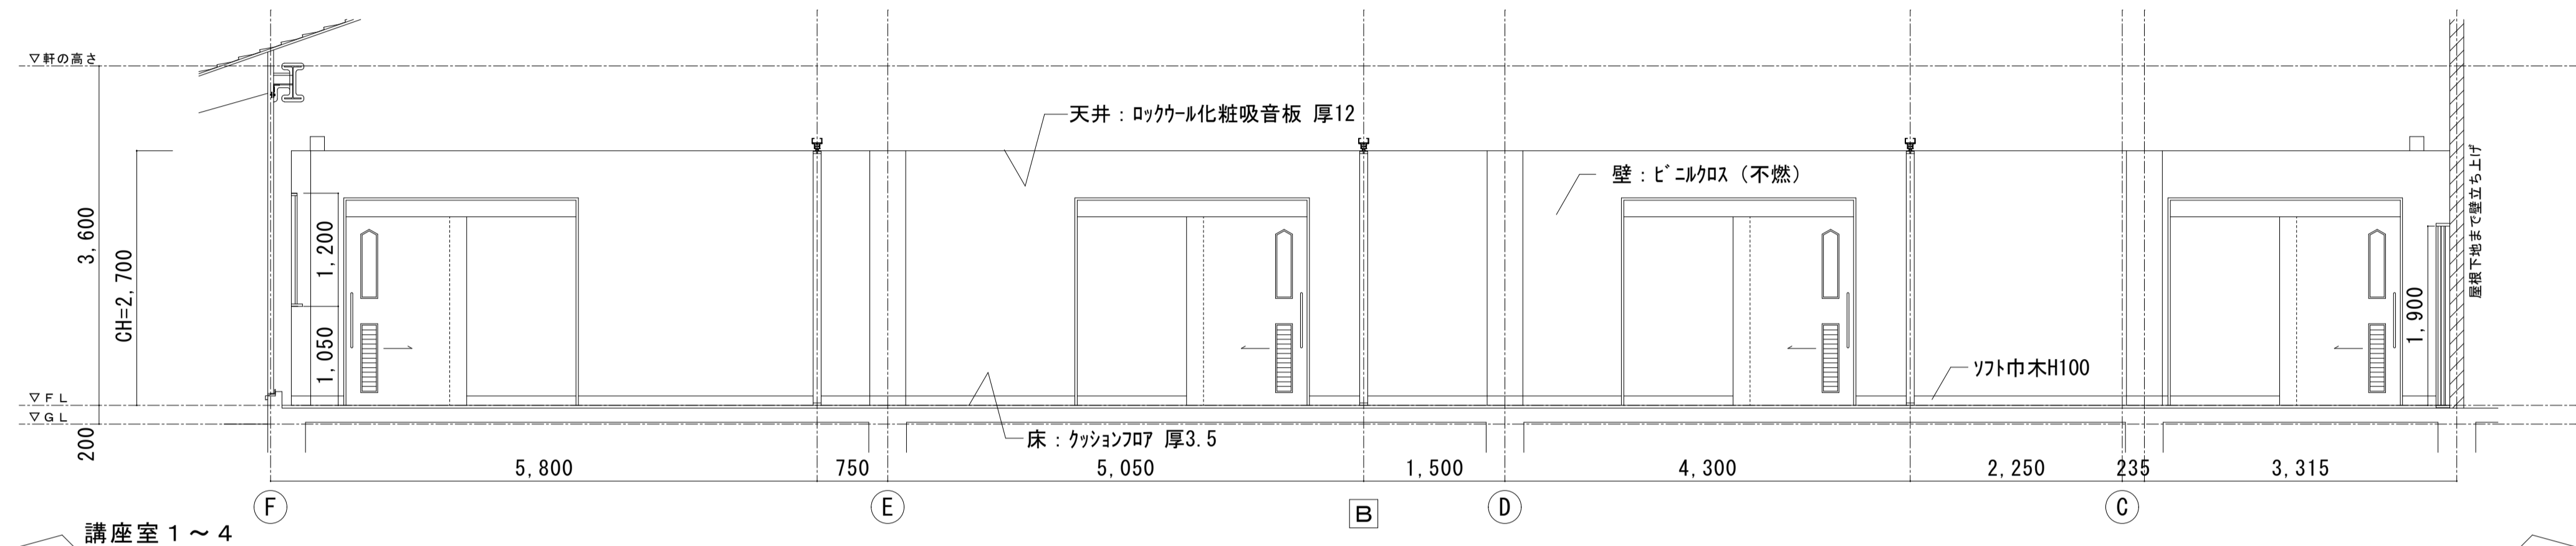 ▽軒の高さ
天井：ﾛｯｸｳｰﾙ化粧吸音板 厚12
壁：ﾋﾞﾆﾙｸﾛｽ（不燃）
屋根下地まで壁立ち上げ
3,600
CH=2,700
1,200
1,050
1,900
ｿﾌﾄ巾木H100
▽ＦＬ
▽ＧＬ
200
床：ｸｯｼｮﾝﾌﾛｱ 厚3.5
5,800 750 5,050 1,500 4,300 2,250 235 3,315
F E B D C
講座室１～４